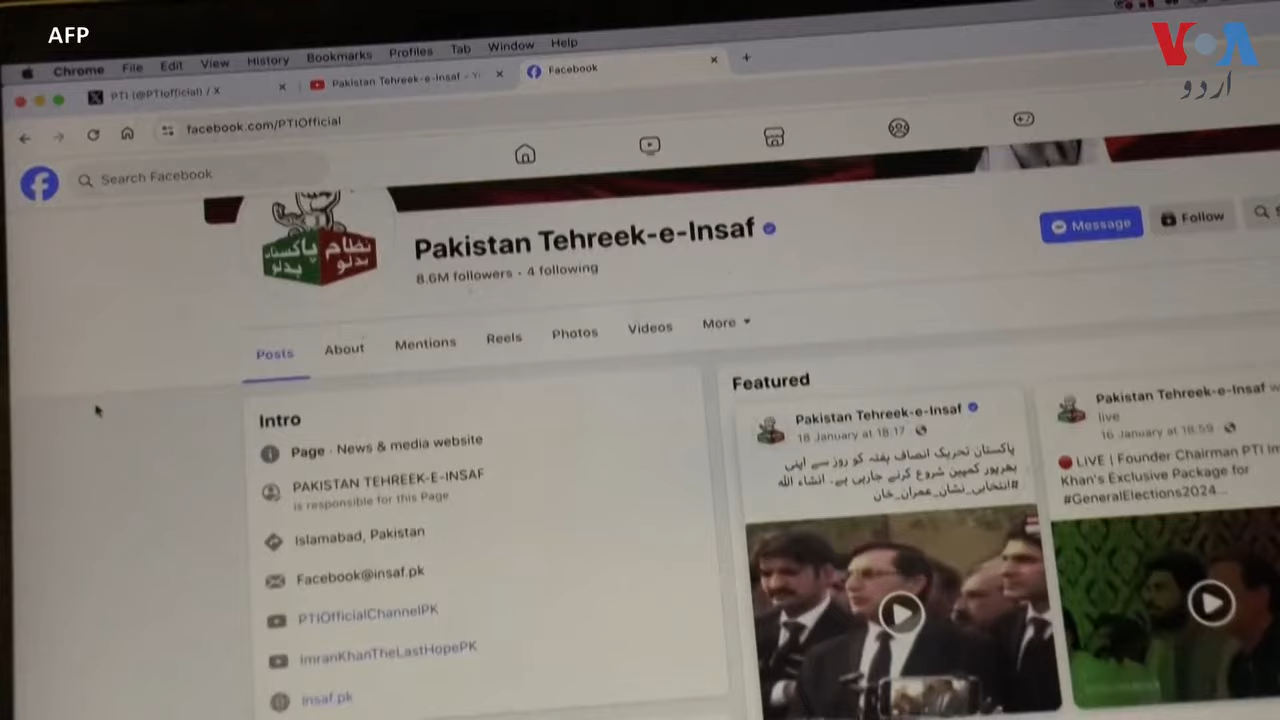 AFP
VOA
اردو
Chrome File Edit View History Bookmarks Profiles Tab Window Help
PTI (@PTIofficial) / X
Pakistan Tehreek-e-Insaf - Y
Facebook
facebook.com/PTIOfficial
Search Facebook
نظام پاکستان
بدلو بدلو
Pakistan Tehreek-e-Insaf
8.6M followers · 4 following
Message
Follow
Posts About Mentions Reels Photos Videos More
Intro
Page · News & media website
PAKISTAN TEHREEK-E-INSAF
is responsible for this Page
Islamabad, Pakistan
Facebook@insaf.pk
PTIOfficialChannelPK
ImranKhanTheLastHopePK
insaf.pk
Featured
Pakistan Tehreek-e-Insaf
18 January at 18:17
پاکستان تحریک انصاف ہفتہ کو روز سے اپنی
بھرپور کمپین شروع کرنے جارہی ہے۔ انشاء اللہ
#انتخابی_نشان_عمران_خان
Pakistan Tehreek-e-Insaf w
live
16 January at 18:59
LIVE | Founder Chairman PTI Im
Khan's Exclusive Package for
#GeneralElections2024...